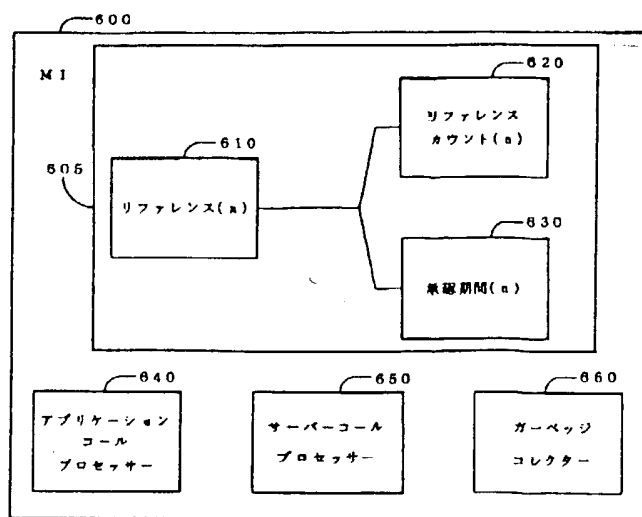 600
MI
620
リファレンス
カウント(n)
610
605
リファレンス(n)
630
承認期間(n)
640
アプリケーション
コール
プロセッサー
650
サーバーコール
プロセッサー
660
ガーベッジ
コレクター